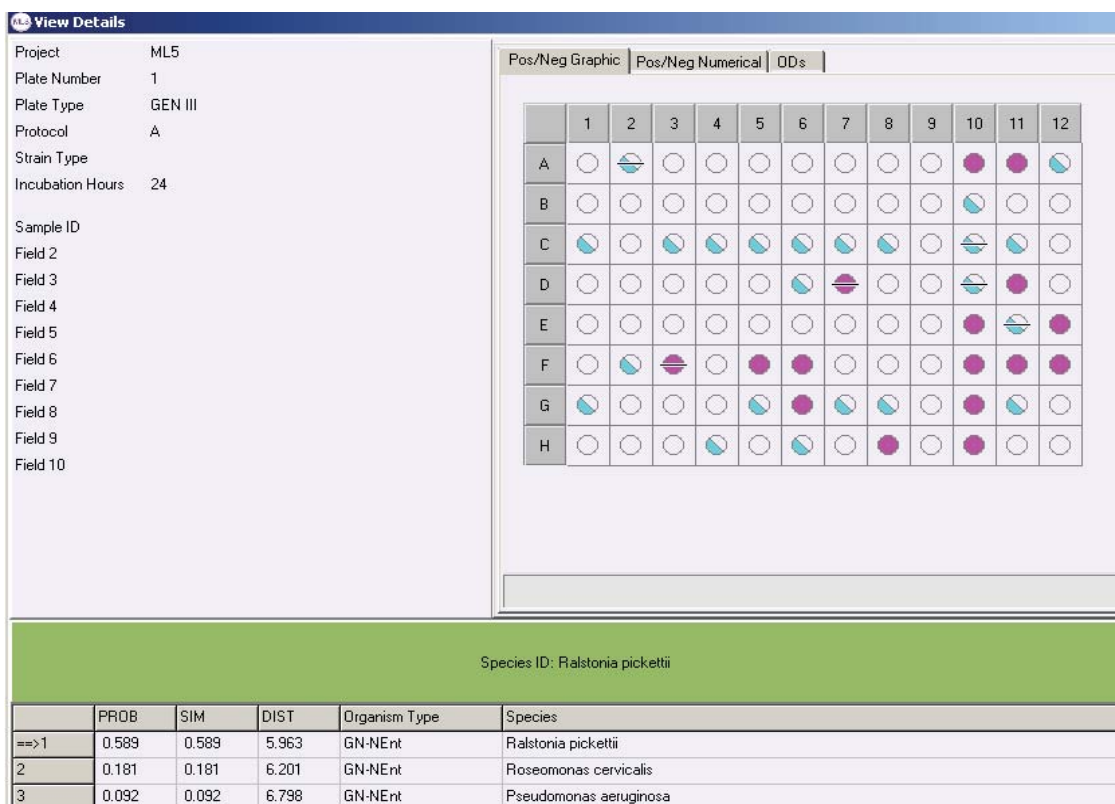 ML5 View Details
Project ML5
Plate Number 1
Plate Type GEN III
Protocol A
Strain Type
Incubation Hours 24
Sample ID
Field 2
Field 3
Field 4
Field 5
Field 6
Field 7
Field 8
Field 9
Field 10
Pos/Neg Graphic Pos/Neg Numerical ODs
1 2 3 4 5 6 7 8 9 10 11 12
A
B
C
D
E
F
G
H
Species ID: Ralstonia pickettii
PROB SIM DIST Organism Type Species
==>1 0.589 0.589 5.963 GN-NEnt Ralstonia pickettii
2 0.181 0.181 6.201 GN-NEnt Roseomonas cervicalis
3 0.092 0.092 6.798 GN-NEnt Pseudomonas aeruginosa